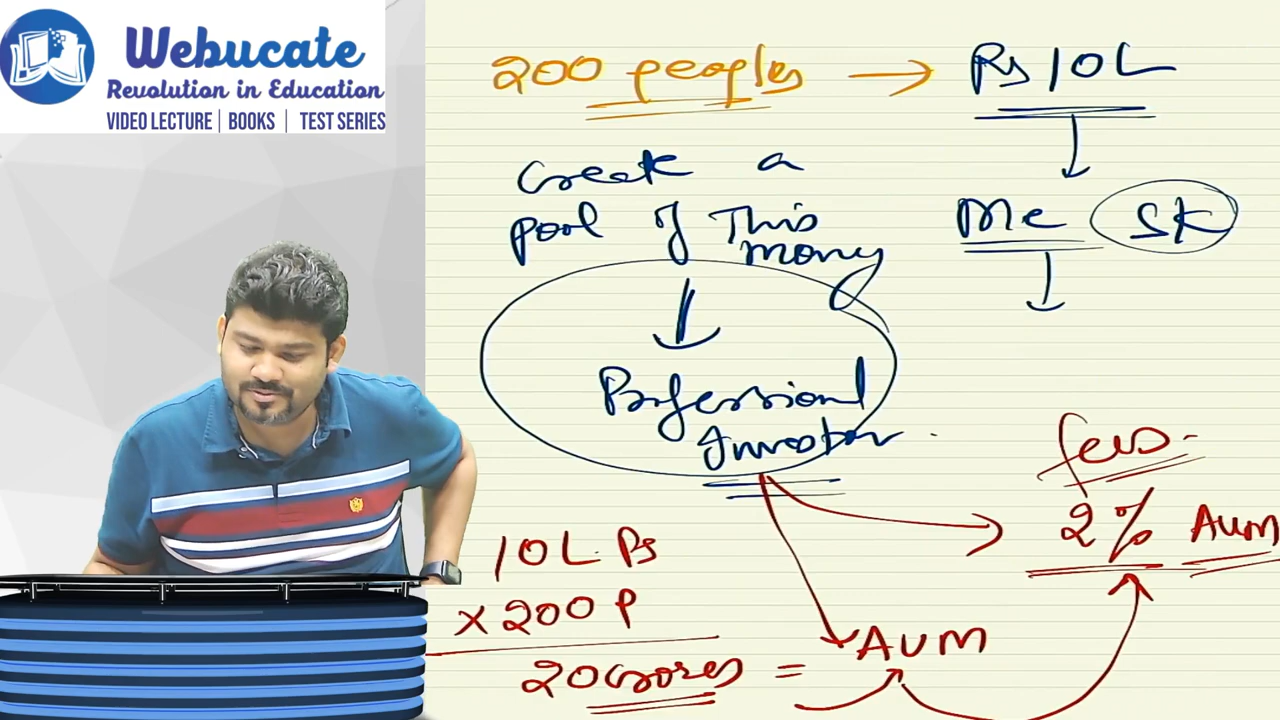 Webucate
Revolution in Education
VIDEO LECTURE | BOOKS | TEST SERIES
200 peoples → Rs 10L
Create a
pool of This
money
Me SK
Professional
Investor
fees
2% AUM
10L Rs
× 200 P
20 crores = AUM